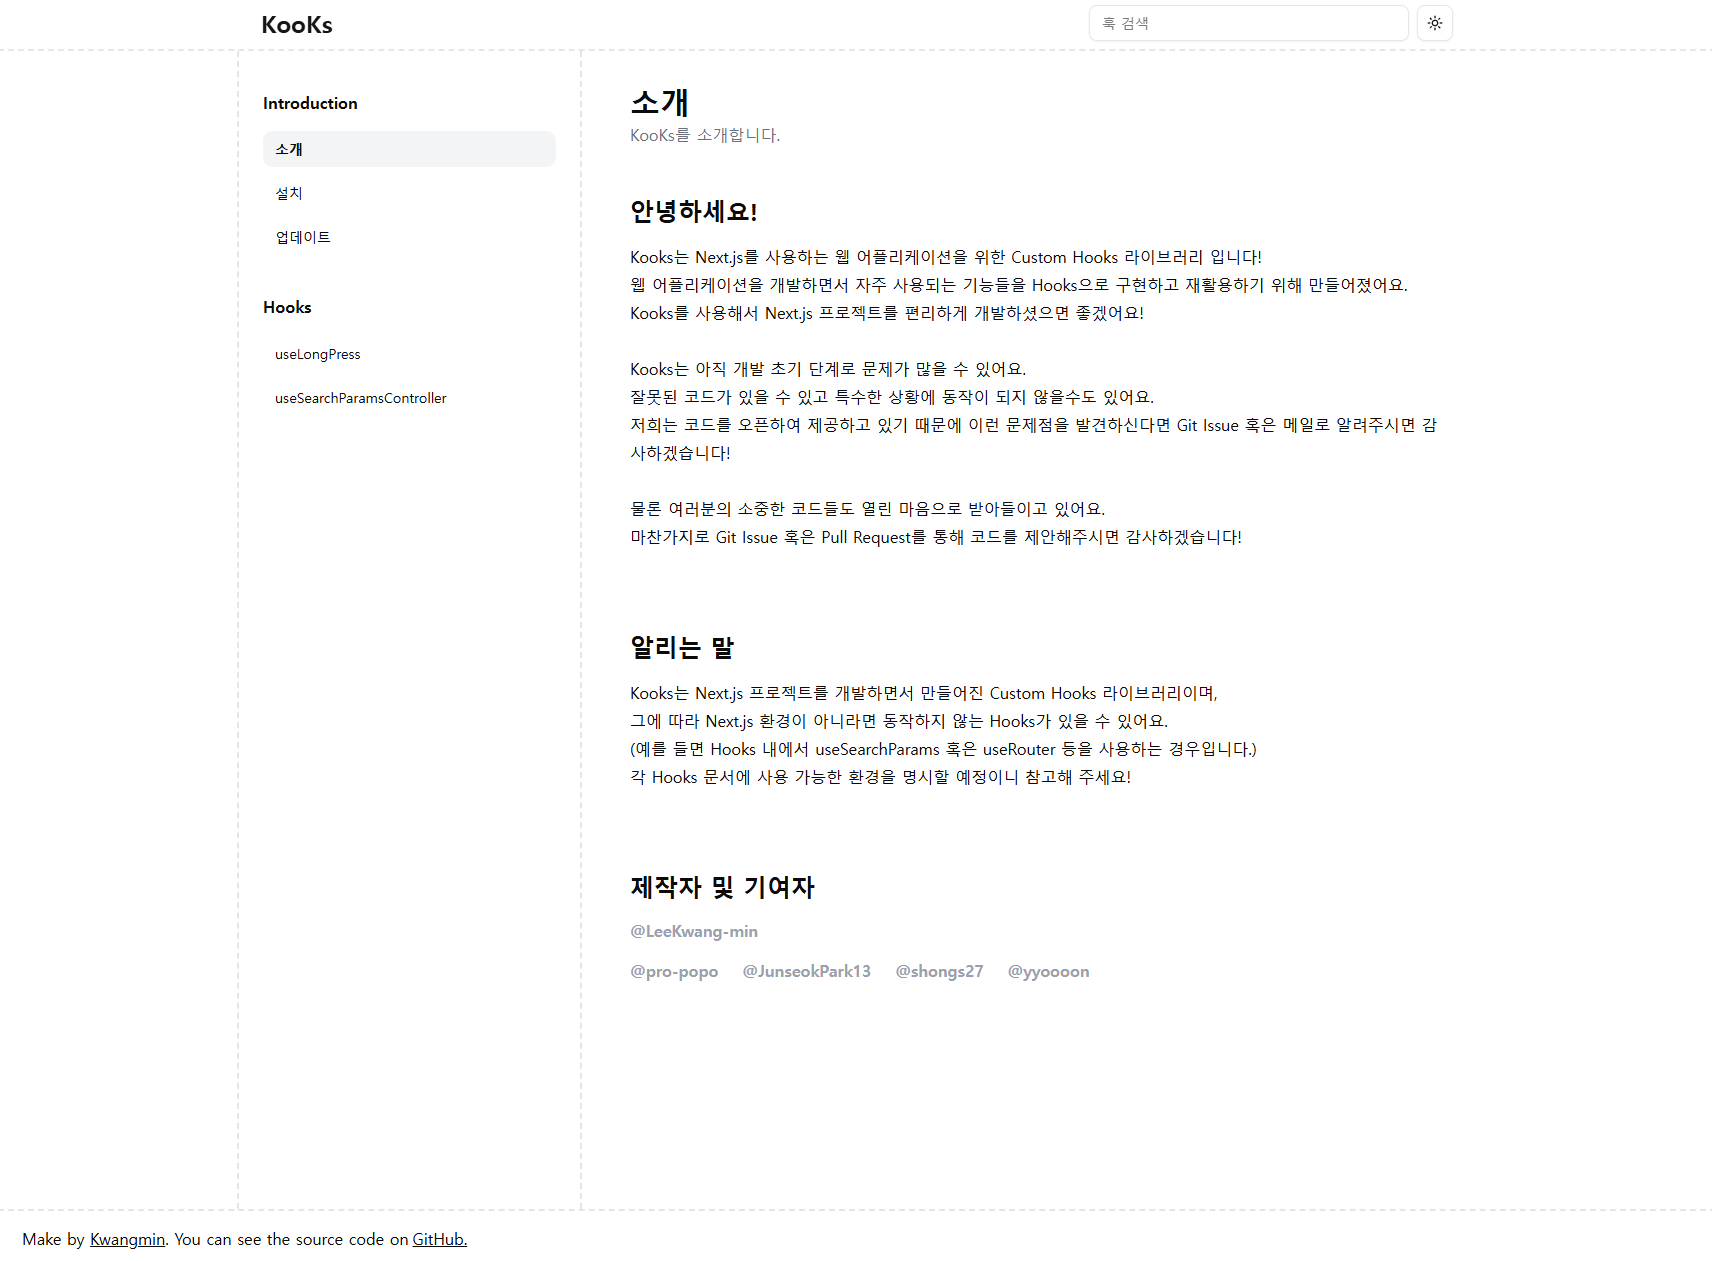 KooKs
훅 검색
Introduction
소개
설치
업데이트
Hooks
useLongPress
useSearchParamsController
소개
KooKs를 소개합니다.
안녕하세요!
Kooks는 Next.js를 사용하는 웹 어플리케이션을 위한 Custom Hooks 라이브러리 입니다!
웹 어플리케이션을 개발하면서 자주 사용되는 기능들을 Hooks으로 구현하고 재활용하기 위해 만들어졌어요.
Kooks를 사용해서 Next.js 프로젝트를 편리하게 개발하셨으면 좋겠어요!
Kooks는 아직 개발 초기 단계로 문제가 많을 수 있어요.
잘못된 코드가 있을 수 있고 특수한 상황에 동작이 되지 않을수도 있어요.
저희는 코드를 오픈하여 제공하고 있기 때문에 이런 문제점을 발견하신다면 Git Issue 혹은 메일로 알려주시면 감
사하겠습니다!
물론 여러분의 소중한 코드들도 열린 마음으로 받아들이고 있어요.
마찬가지로 Git Issue 혹은 Pull Request를 통해 코드를 제안해주시면 감사하겠습니다!
알리는 말
Kooks는 Next.js 프로젝트를 개발하면서 만들어진 Custom Hooks 라이브러리이며,
그에 따라 Next.js 환경이 아니라면 동작하지 않는 Hooks가 있을 수 있어요.
(예를 들면 Hooks 내에서 useSearchParams 혹은 useRouter 등을 사용하는 경우입니다.)
각 Hooks 문서에 사용 가능한 환경을 명시할 예정이니 참고해 주세요!
제작자 및 기여자
@LeeKwang-min
@pro-popo @JunseokPark13 @shongs27 @yyoooon
Make by Kwangmin. You can see the source code on GitHub.